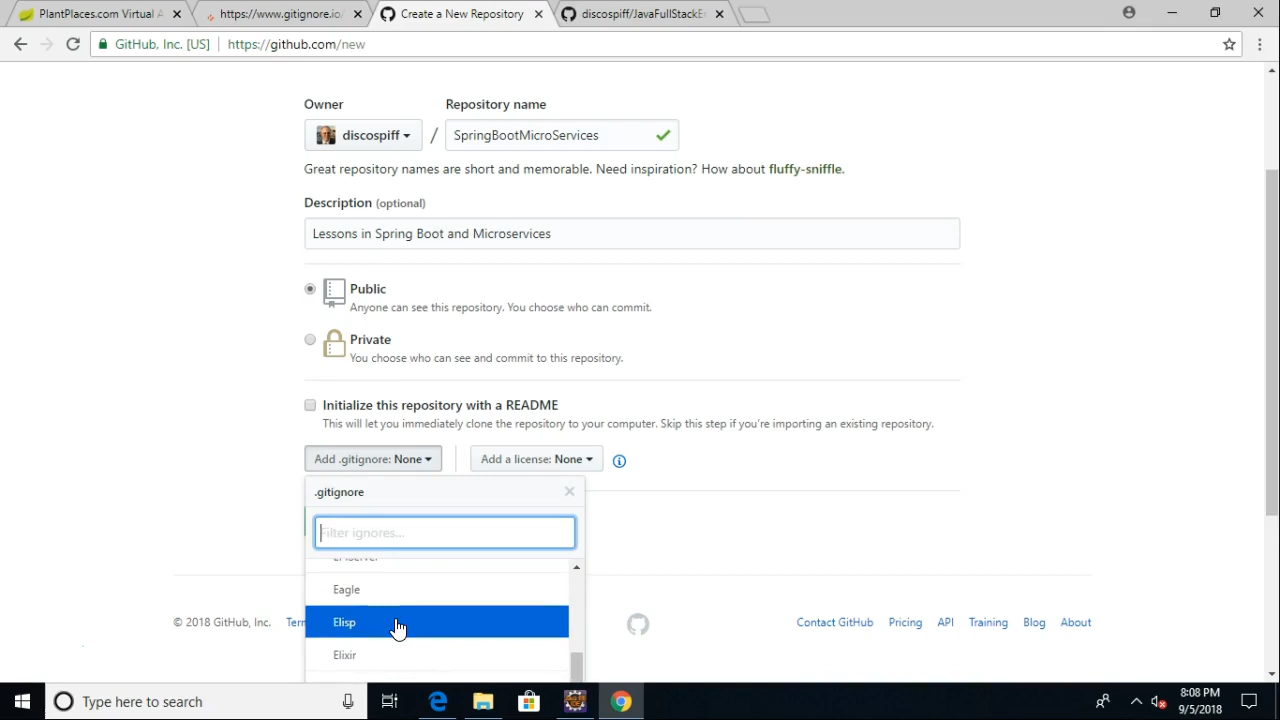 PlantPlaces.com Virtual A
https://www.gitignore.io/
Create a New Repository
discospiff/JavaFullStackE
GitHub, Inc. [US]
https://github.com/new
Owner
Repository name
discospiff
/
SpringBootMicroServices
Great repository names are short and memorable. Need inspiration? How about fluffy-sniffle.
Description (optional)
Lessons in Spring Boot and Microservices
Public
Anyone can see this repository. You choose who can commit.
Private
You choose who can see and commit to this repository.
Initialize this repository with a README
This will let you immediately clone the repository to your computer. Skip this step if you're importing an existing repository.
Add .gitignore: None
Add a license: None
.gitignore
Filter ignores...
Eagle
Elisp
Elixir
© 2018 GitHub, Inc.
Contact GitHub
Pricing
API
Training
Blog
About
Type here to search
8:08 PM
9/5/2018